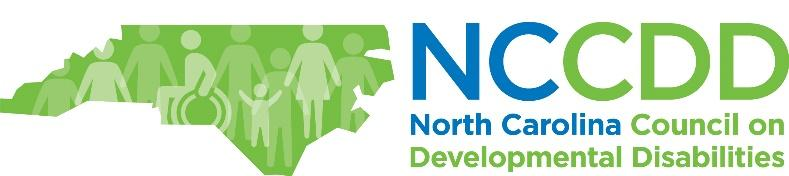 NCCDD
North Carolina Council on
Developmental Disabilities